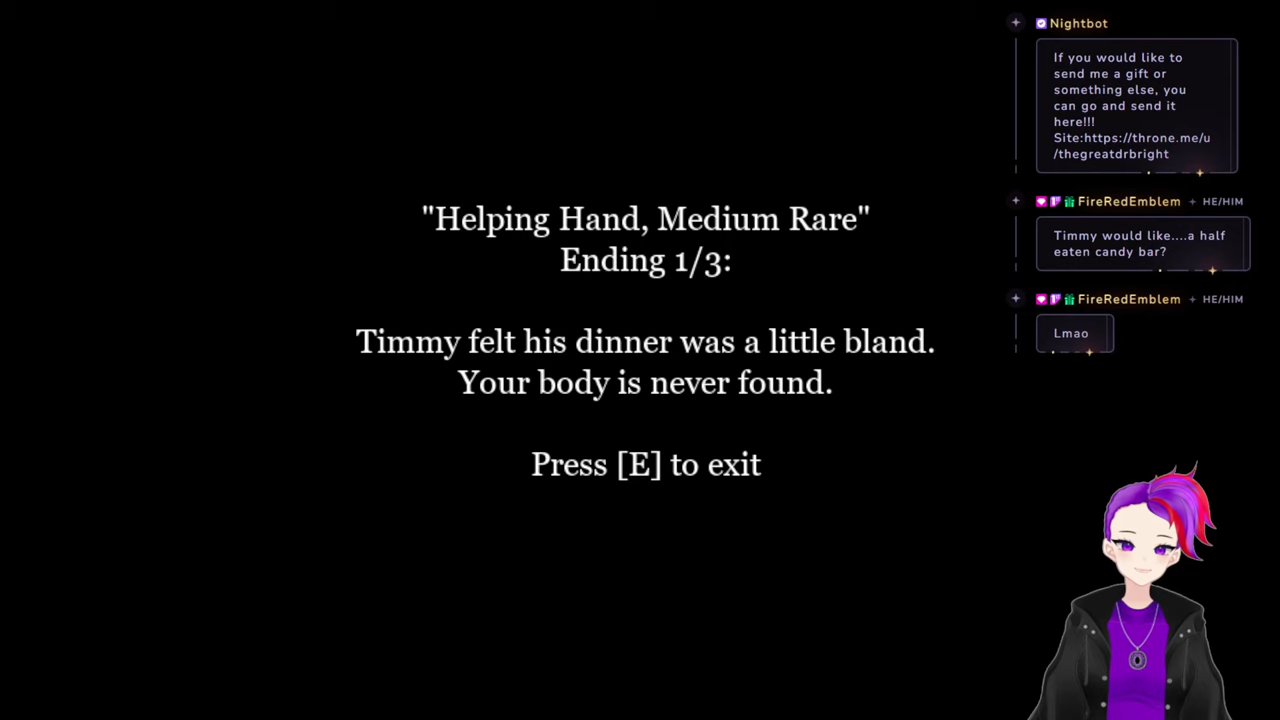 "Helping Hand, Medium Rare"
Ending 1/3:
Timmy felt his dinner was a little bland.
Your body is never found.
Press [E] to exit
Nightbot
If you would like to
send me a gift or
something else, you
can go and send it
here!!!
Site:https://throne.me/u
/thegreatdrbright
FireRedEmblem HE/HIM
Timmy would like....a half
eaten candy bar?
FireRedEmblem HE/HIM
Lmao